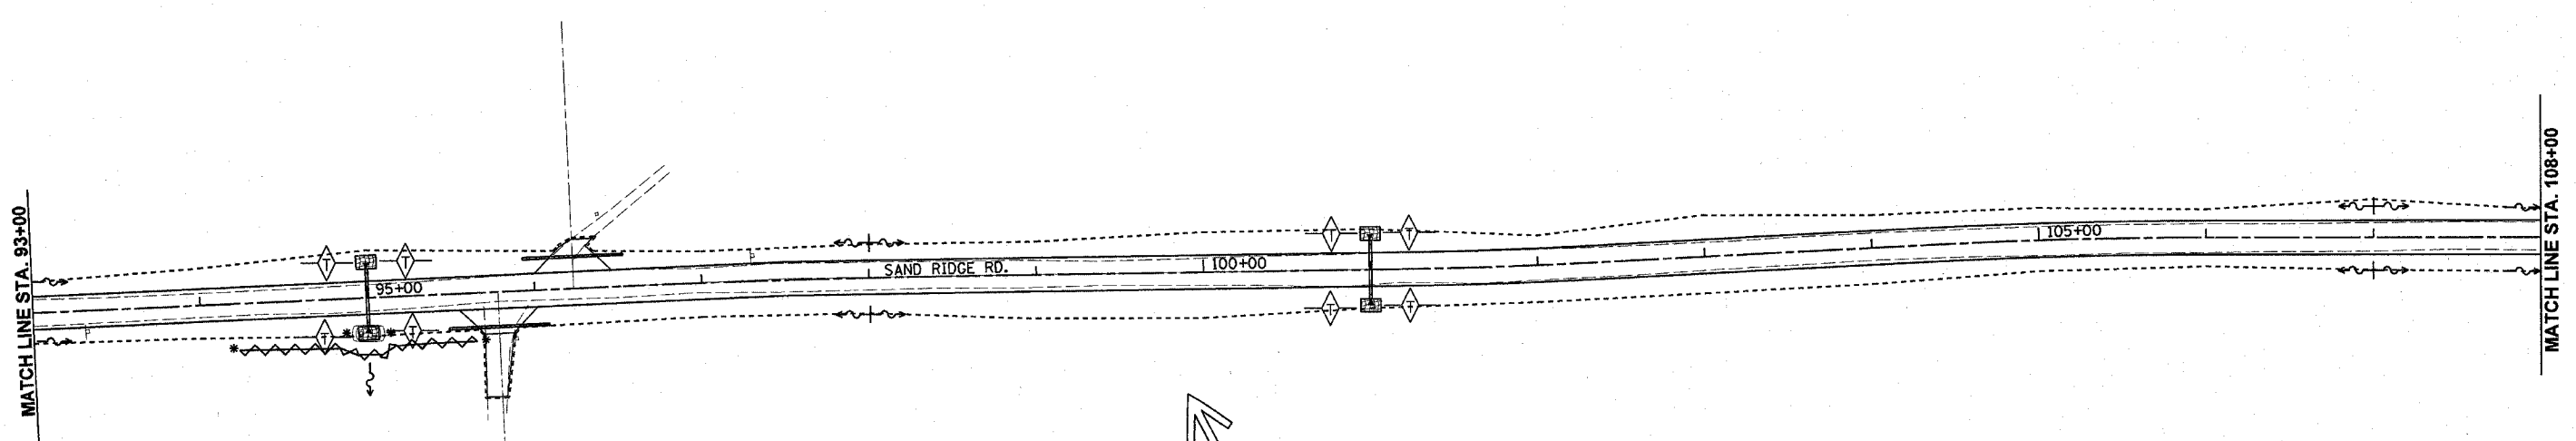 MATCH LINE STA. 93+00
T
T
T
T
95+00
SAND RIDGE RD.
100+00
T
T
T
T
105+00
MATCH LINE STA. 108+00